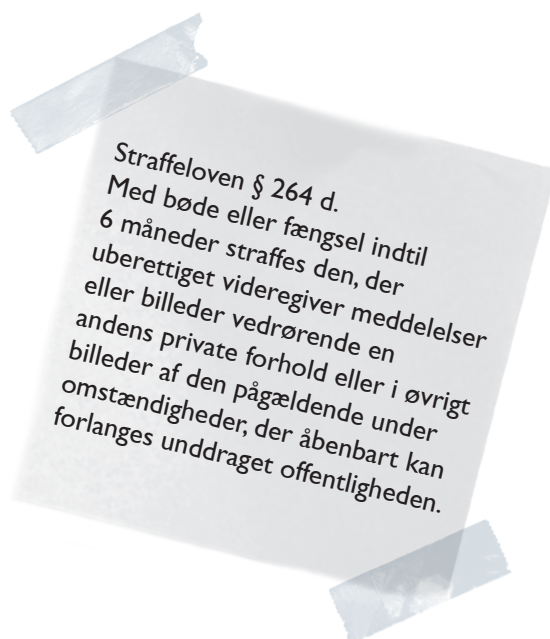 Straffeloven § 264 d.
Med bøde eller fængsel indtil
6 måneder straffes den, der
uberettiget videregiver meddelelser
eller billeder vedrørende en
andens private forhold eller i øvrigt
billeder af den pågældende under
omstændigheder, der åbenbart kan
forlanges unddraget offentligheden.